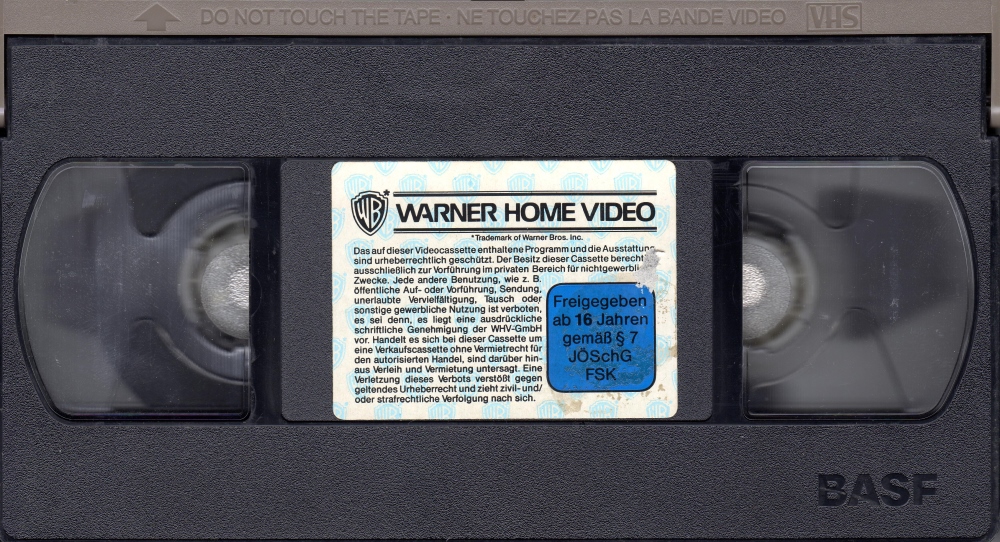 DO NOT TOUCH THE TAPE · NE TOUCHEZ PAS LA BANDE VIDEO VHS
WB* WARNER HOME VIDEO
*Trademark of Warner Bros. Inc.
Das auf dieser Videocassette enthaltene Programm und die Ausstattung
sind urheberrechtlich geschützt. Der Besitz dieser Cassette berecht
ausschließlich zur Vorführung im privaten Bereich für nichtgewerbli
Zwecke. Jede andere Benutzung, wie z. B.
öffentliche Auf- oder Vorführung, Sendung,
unerlaubte Vervielfältigung, Tausch oder
sonstige gewerbliche Nutzung ist verboten,
es sei denn, es liegt eine ausdrückliche
schriftliche Genehmigung der WHV-GmbH
vor. Handelt es sich bei dieser Cassette um
eine Verkaufscassette ohne Vermietrecht für
den autorisierten Handel, sind darüber hin-
aus Verleih und Vermietung untersagt. Eine
Verletzung dieses Verbots verstößt gegen
geltendes Urheberrecht und zieht zivil- und/
oder strafrechtliche Verfolgung nach sich.
Freigegeben
ab 16 Jahren
gemäß § 7
JÖSchG
FSK
BASF